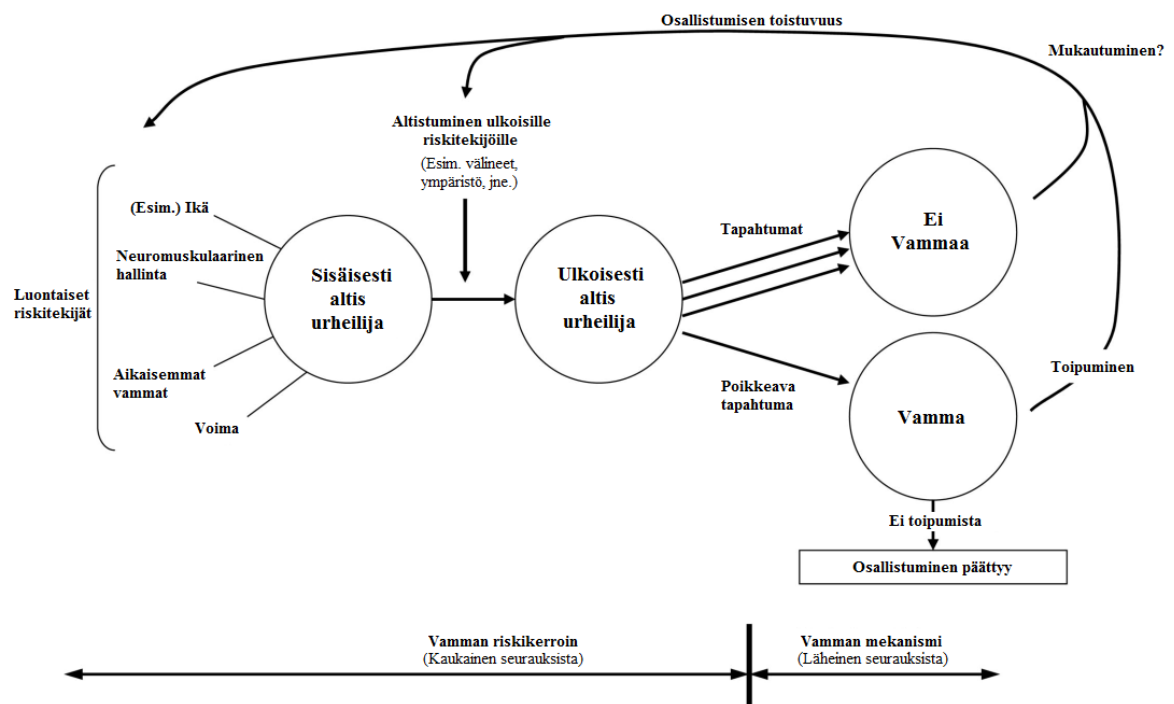 Osallistumisen toistuvuus
Mukautuminen?
Altistuminen ulkoisille
riskitekijöille
(Esim. välineet,
ympäristö, jne.)
(Esim.) Ikä
Neuromuskulaarinen
hallinta
Luontaiset
riskitekijät
Aikaisemmat
vammat
Voima
Sisäisesti
altis
urheilija
Ulkoisesti
altis
urheilija
Tapahtumat
Poikkeava
tapahtuma
Ei
Vammaa
Vamma
Toipuminen
Ei toipumista
Osallistuminen päättyy
Vamman riskikerroin
(Kaukainen seurauksista)
Vamman mekanismi
(Läheinen seurauksista)